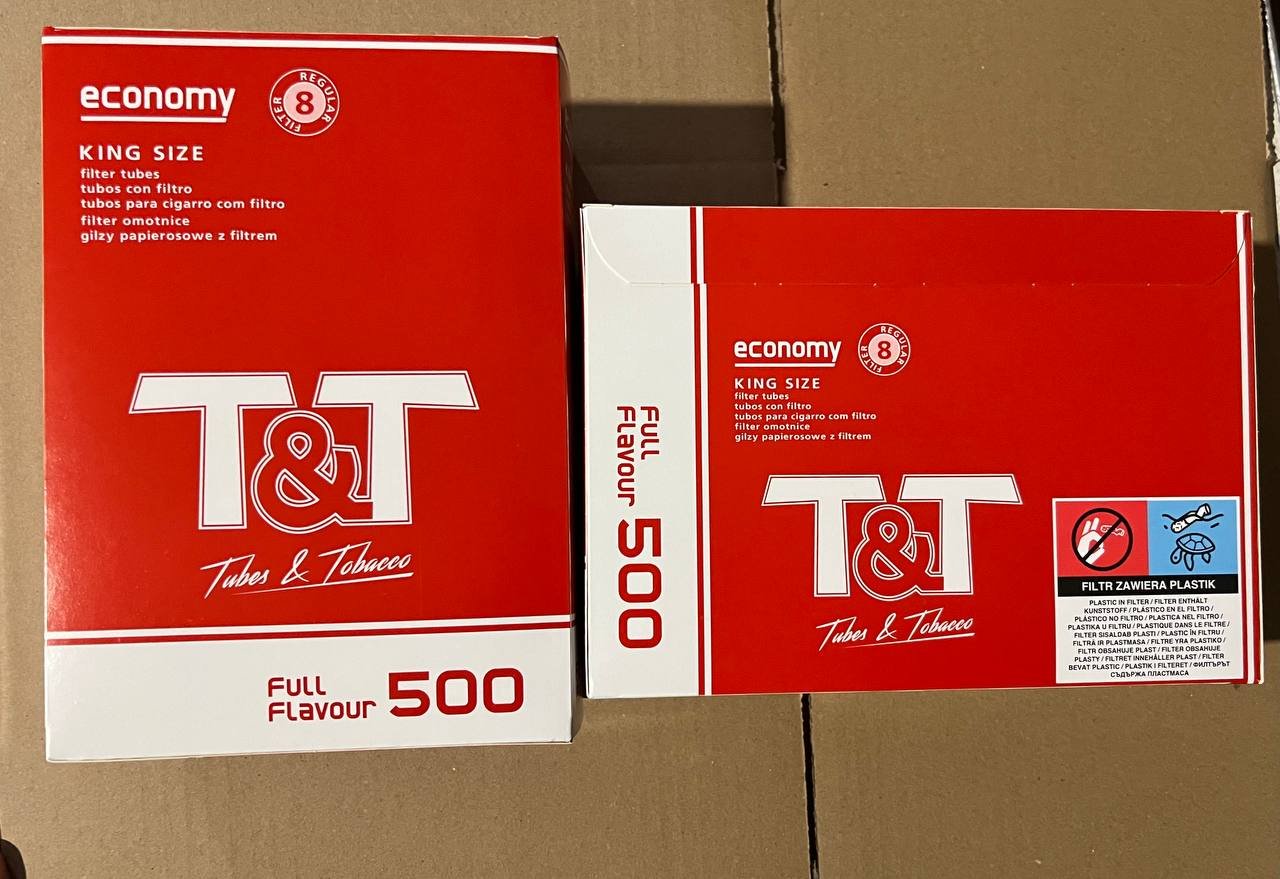 economy
REGULAR
FILTER
8
KING SIZE
filter tubes
tubos con filtro
tubos para cigarro com filtro
filter omotnice
gilzy papierosowe z filtrem
T&T
Tubes & Tobacco
Full
Flavour 500
economy
REGULAR
FILTER
8
KING SIZE
filter tubes
tubos con filtro
tubos para cigarro com filtro
filter omotnice
gilzy papierosowe z filtrem
T&T
Tubes & Tobacco
Full
Flavour 500
FILTR ZAWIERA PLASTIK
PLASTIC IN FILTER / FILTER ENTHÄLT
KUNSTSTOFF / PLÁSTICO EN EL FILTRO /
PLÁSTICO NO FILTRO / PLASTICA NEL FILTRO /
PLASTIKA U FILTRU / PLASTIQUE DANS LE FILTRE /
FILTER SISALDAB PLASTI / PLASTIC ÎN FILTRU /
FILTRĀ IR PLASTMASA / FILTRE YRA PLASTIKO /
FILTR OBSAHUJE PLAST / FILTER OBSAHUJE
PLASTY / FILTRET INNEHÅLLER PLAST / FILTER
BEVAT PLASTIC / PLASTIK I FILTERET / ФИЛТЪРЪТ
СЪДЪРЖА ПЛАСТМАСА